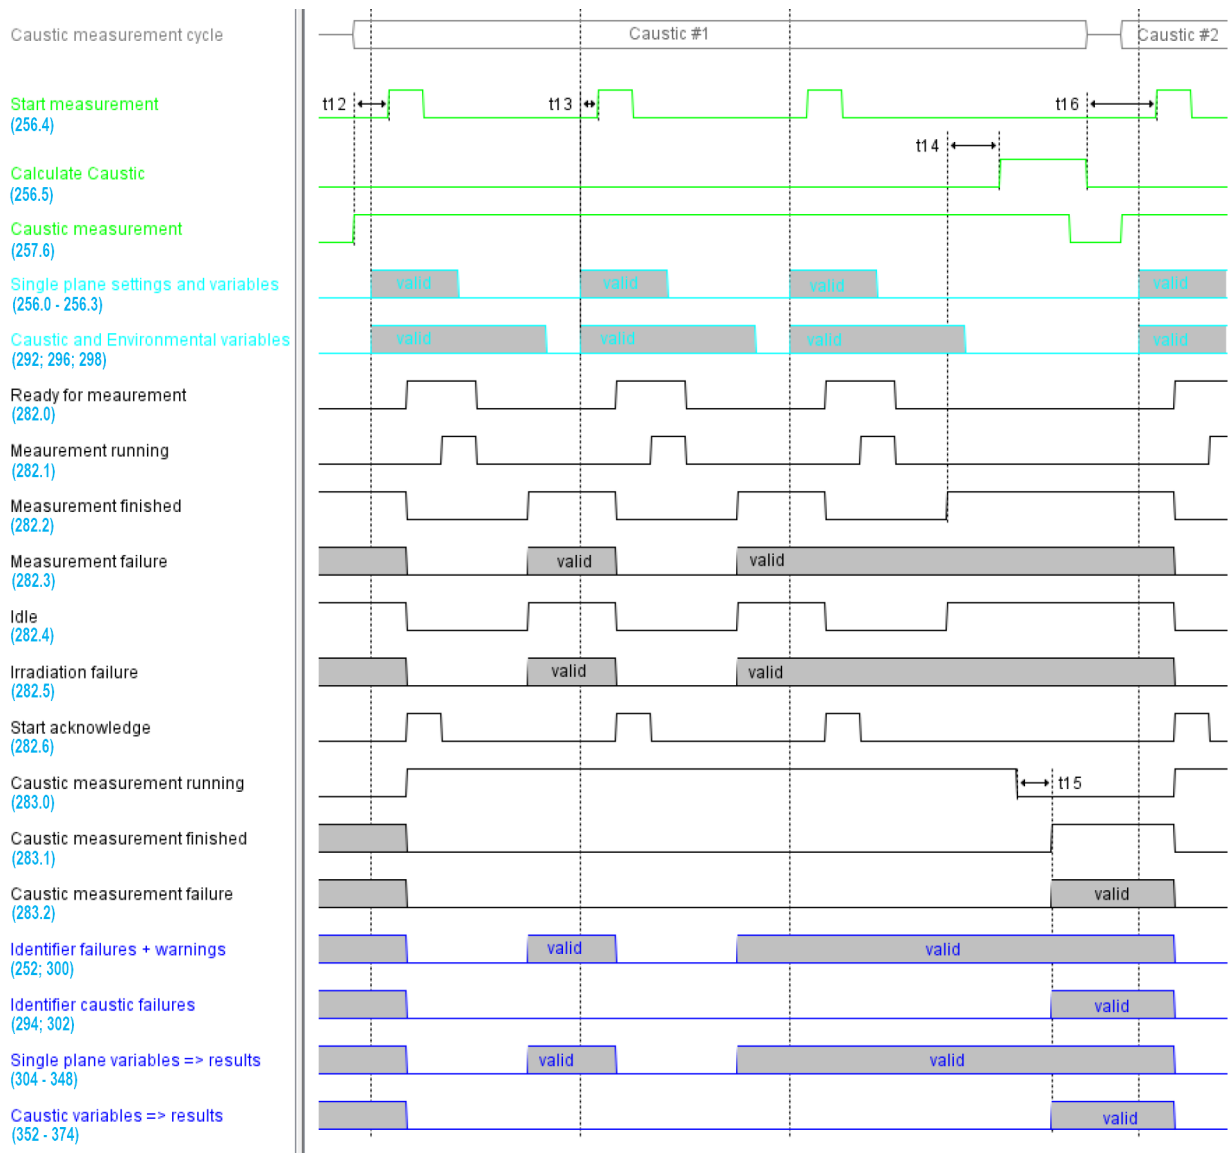 Caustic measurement cycle
Caustic #1
Caustic #2
Start measurement
(256.4)
t12
t13
t16
t14
Calculate Caustic
(256.5)
Caustic measurement
(257.6)
Single plane settings and variables
(256.0 - 256.3)
valid
valid
valid
valid
Caustic and Environmental variables
(292; 296; 298)
valid
valid
valid
valid
Ready for meaurement
(282.0)
Meaurement running
(282.1)
Measurement finished
(282.2)
Measurement failure
(282.3)
valid
valid
Idle
(282.4)
Irradiation failure
(282.5)
valid
valid
Start acknowledge
(282.6)
Caustic measurement running
(283.0)
t15
Caustic measurement finished
(283.1)
Caustic measurement failure
(283.2)
valid
Identifier failures + warnings
(252; 300)
valid
valid
Identifier caustic failures
(294; 302)
valid
Single plane variables => results
(304 - 348)
valid
valid
Caustic variables => results
(352 - 374)
valid